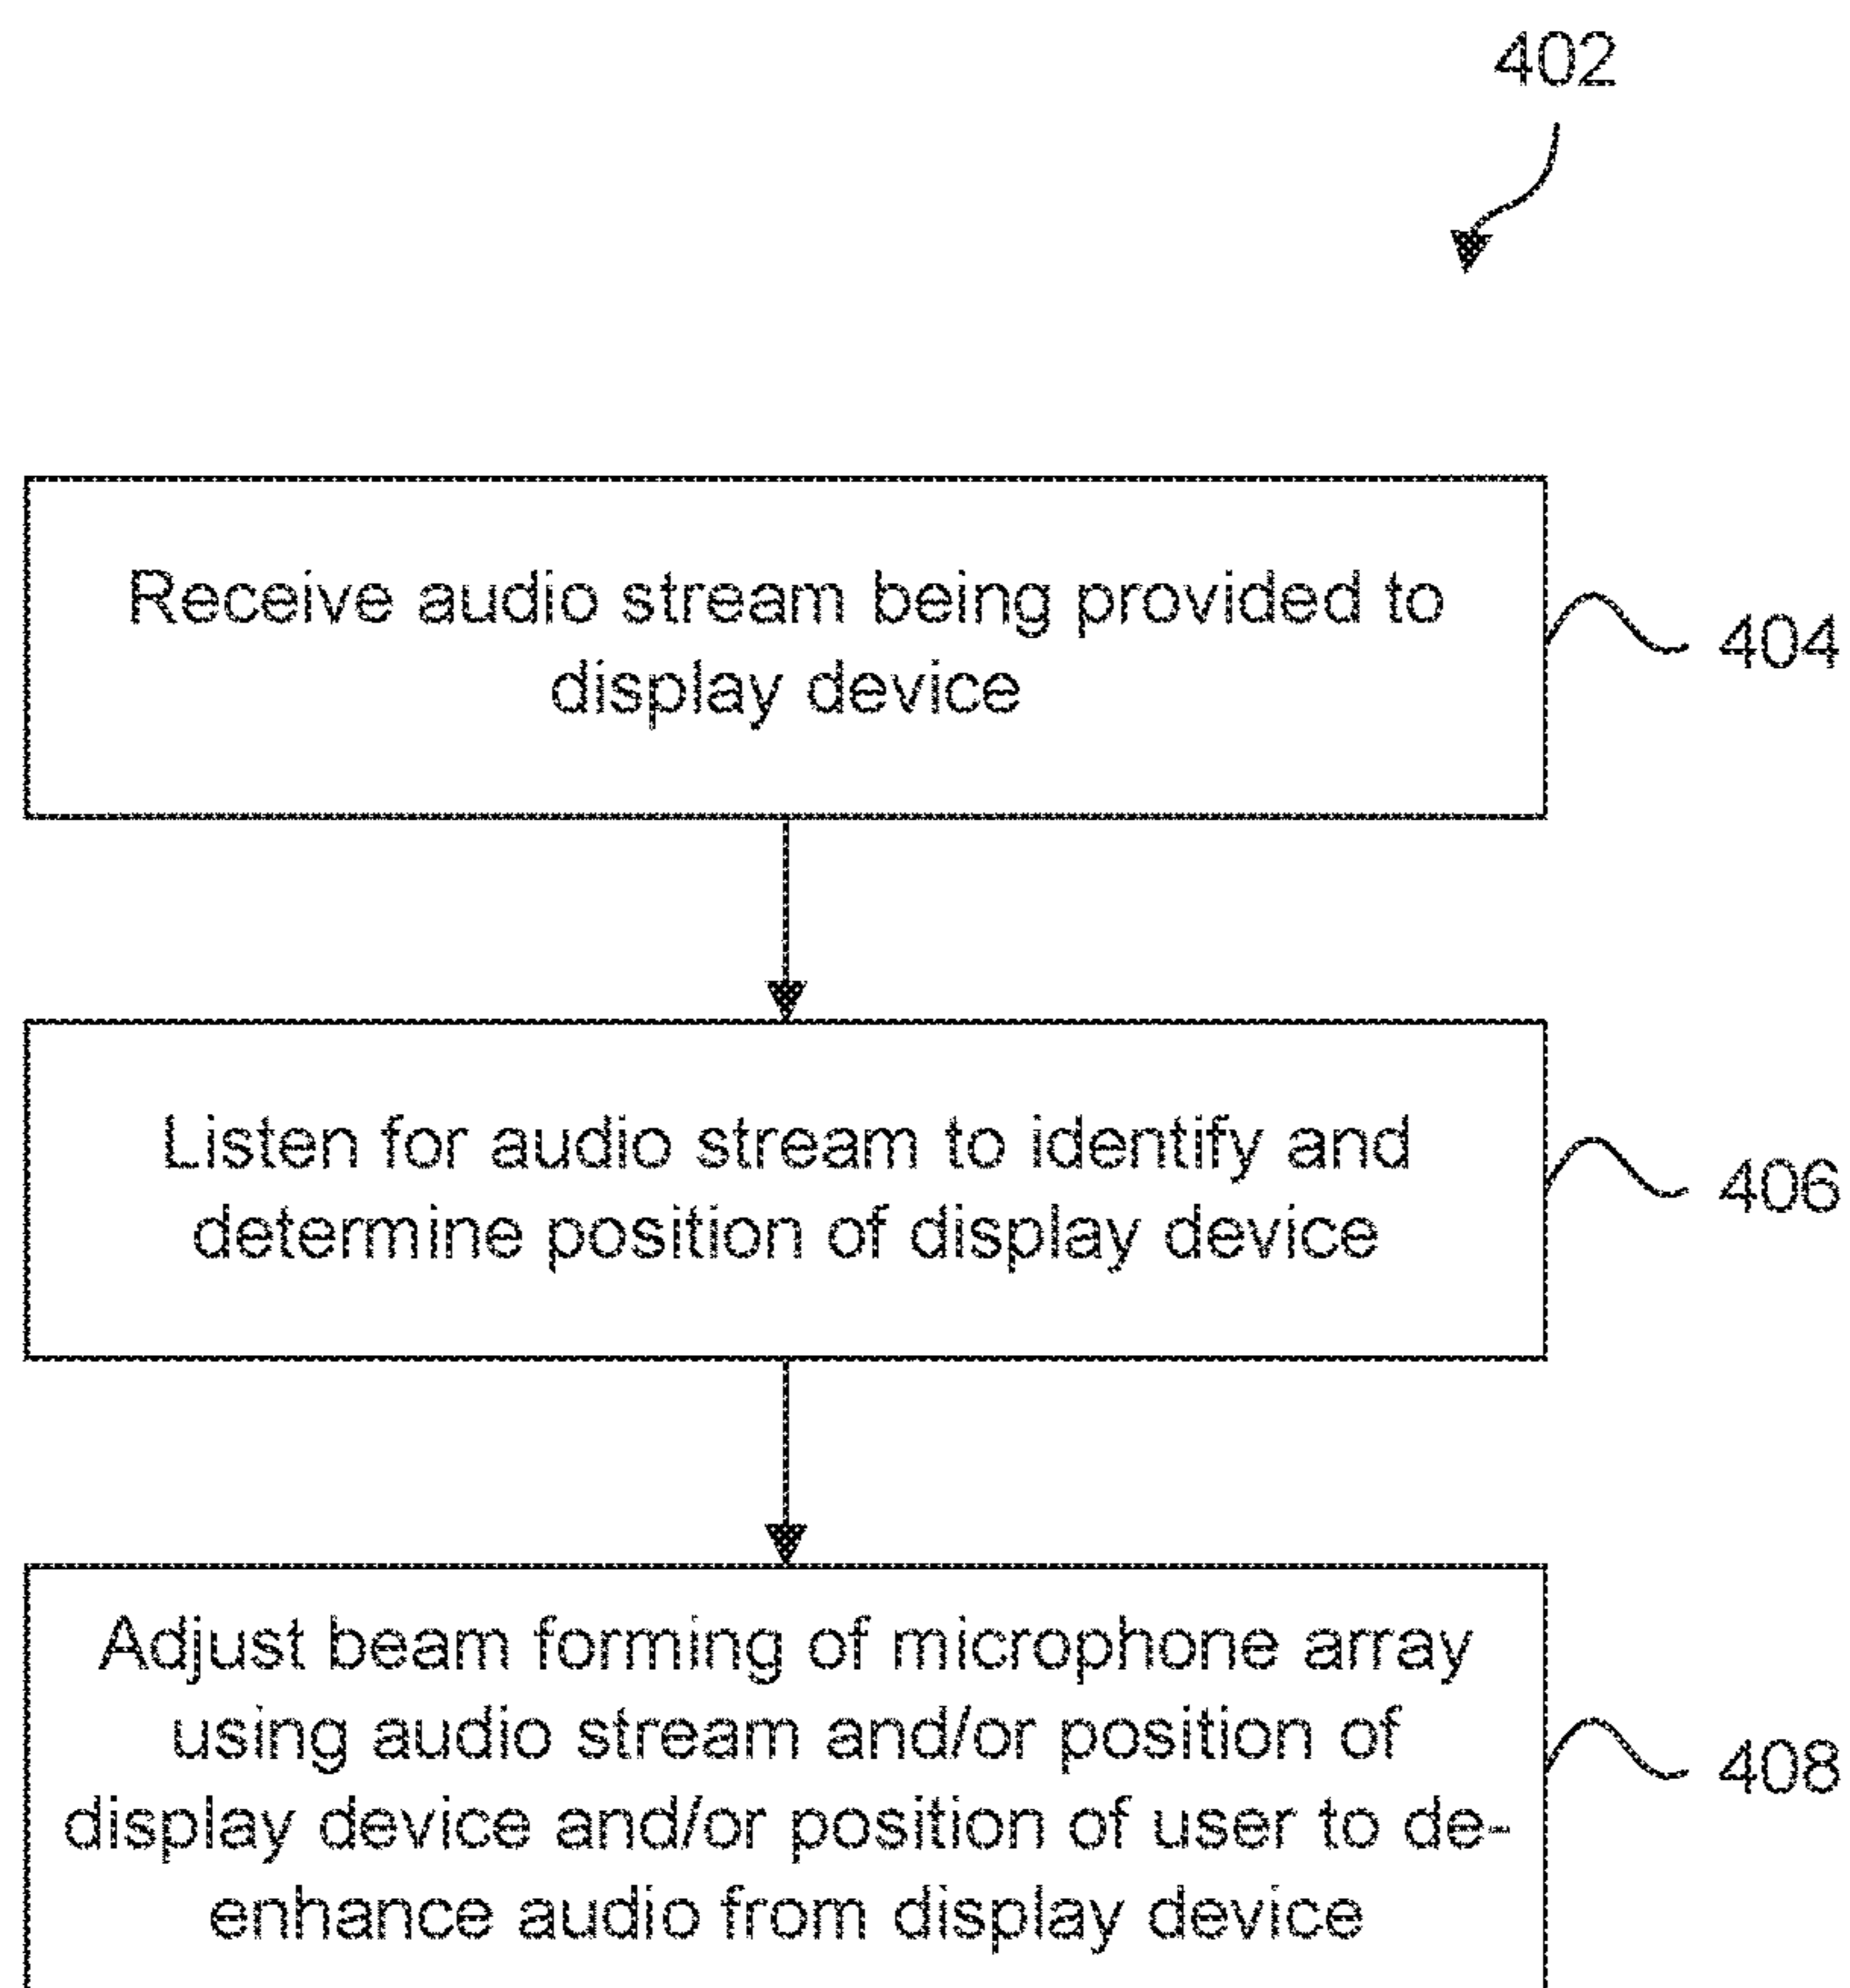 402
Receive audio stream being provided to
display device
404
Listen for audio stream to identify and
determine position of display device
406
Adjust beam forming of microphone array
using audio stream and/or position of
display device and/or position of user to de-
enhance audio from display device
408